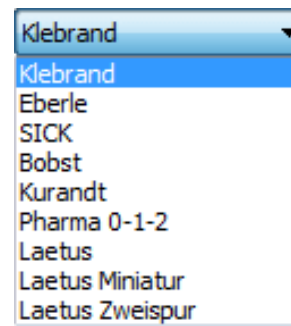 Klebrand
Klebrand
Eberle
SICK
Bobst
Kurandt
Pharma 0-1-2
Laetus
Laetus Miniatur
Laetus Zweispur